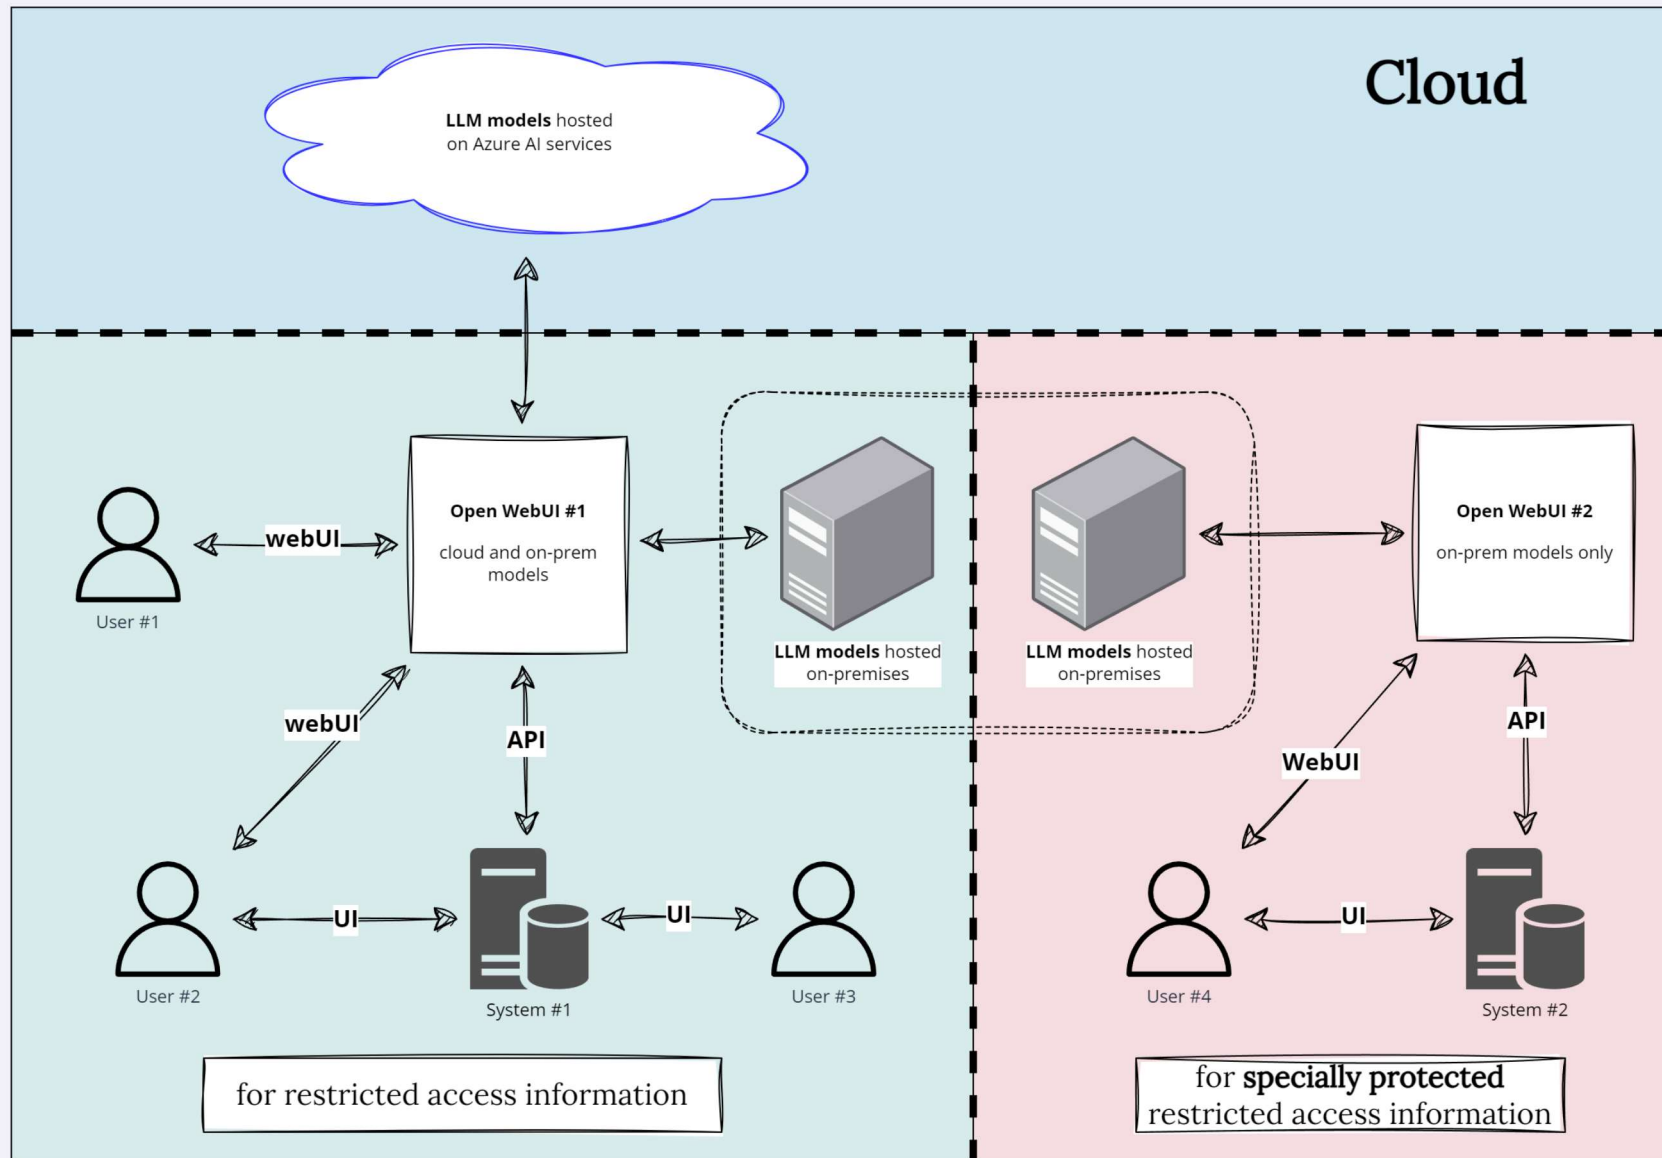 Cloud
LLM models hosted
on Azure AI services
Open WebUI #1
cloud and on-prem
models
webUI
User #1
LLM models hosted
on-premises
LLM models hosted
on-premises
Open WebUI #2
on-prem models only
webUI
API
WebUI
API
UI
UI
UI
User #2
System #1
User #3
User #4
System #2
for restricted access information
for specially protected
restricted access information